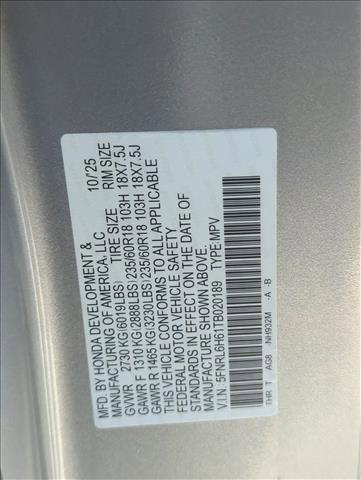 MFD. BY HONDA DEVELOPMENT & 10/'25
MANUFACTURING OF AMERICA, LLC
GVWR 2730 KG(6019LBS) TIRE SIZE RIM SIZE
GAWR F 1310 KG(2888LBS) 235/60R18 103H 18X7.5J
GAWR R 1465 KG(3230LBS) 235/60R18 103H 18X7.5J
THIS VEHICLE CONFORMS TO ALL APPLICABLE
FEDERAL MOTOR VEHICLE SAFETY
STANDARDS IN EFFECT ON THE DATE OF
MANUFACTURE SHOWN ABOVE.
V.I.N.: 5FNRL6H61TB020189 TYPE:MPV
THR T AG8 -NH932M -A -B